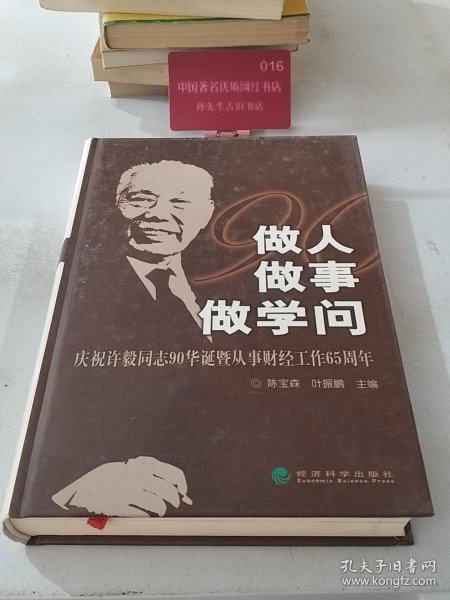 016
中国著名优质网红书店
孙先生古旧书店
90
做人
做事
做学问
庆祝许毅同志90华诞暨从事财经工作65周年
◎ 陈宝森 叶振鹏 主编
经济科学出版社
Economic Science Press
孔夫子旧书网
www.kongfz.com